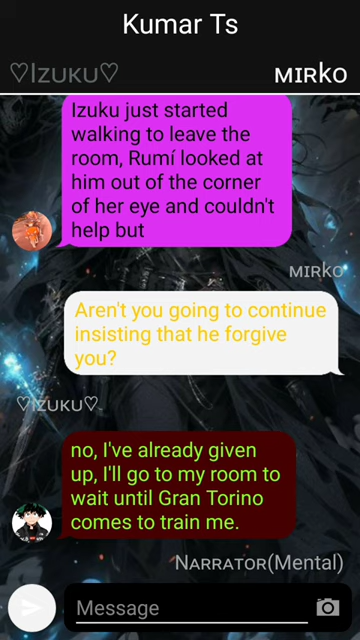 Kumar Ts
♡Izuku♡ MIRKO
Izuku just started
walking to leave the
room, Rumí looked at
him out of the corner
of her eye and couldn't
help but
MIRKO
Aren't you going to continue
insisting that he forgive
you?
♡Izuku♡
no, I've already given
up, I'll go to my room to
wait until Gran Torino
comes to train me.
Narrator(Mental)
Message